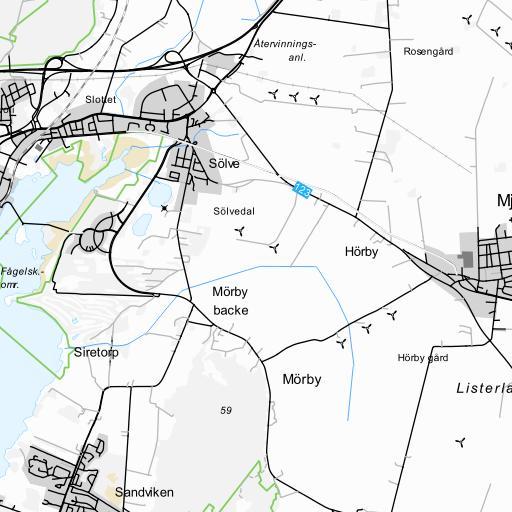 Återvinnings-
anl.
Rosengård
Slottet
Sölve
123
Mj
Sölvedal
Hörby
Fågelsk.-
omr.
Mörby
backe
Siretorp
Hörby gård
Mörby
Listerla
59
Sandviken